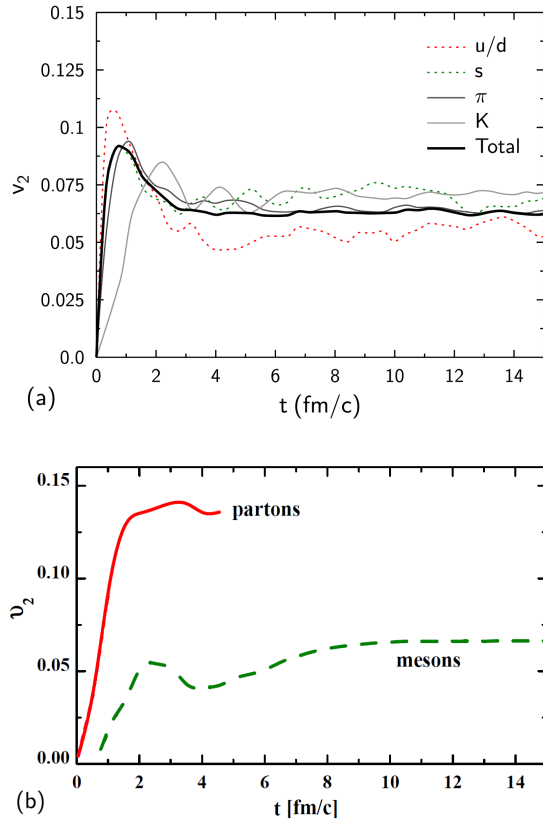 0.15
u/d
s
π
K
Total
0.1
0.075
0.05
0.025
0.0
v₂
0 2 4 6 8 10 12 14
t (fm/c)
(a)
0.15
partons
0.10
υ₂
0.05
mesons
0.00
0 2 4 6 8 10 12 14
t [fm/c]
(b)